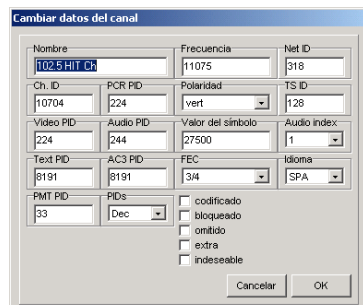 Cambiar datos del canal
Nombre Frecuencia Net ID
102.5 HIT Ch 11075 318
Ch. ID PCR PID Polaridad TS ID
10704 224 vert 128
Video PID Audio PID Valor del símbolo Audio index
224 244 27500 1
Text PID AC3 PID FEC Idioma
8191 8191 3/4 SPA
PMT PID PIDs
33 Dec
codificado
bloqueado
omitido
extra
indeseable
Cancelar OK